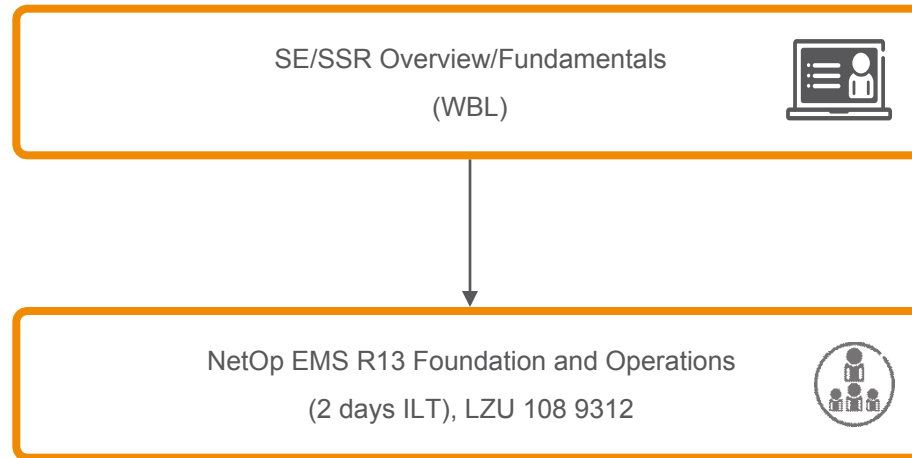 SE/SSR Overview/Fundamentals
(WBL)
NetOp EMS R13 Foundation and Operations
(2 days ILT), LZU 108 9312